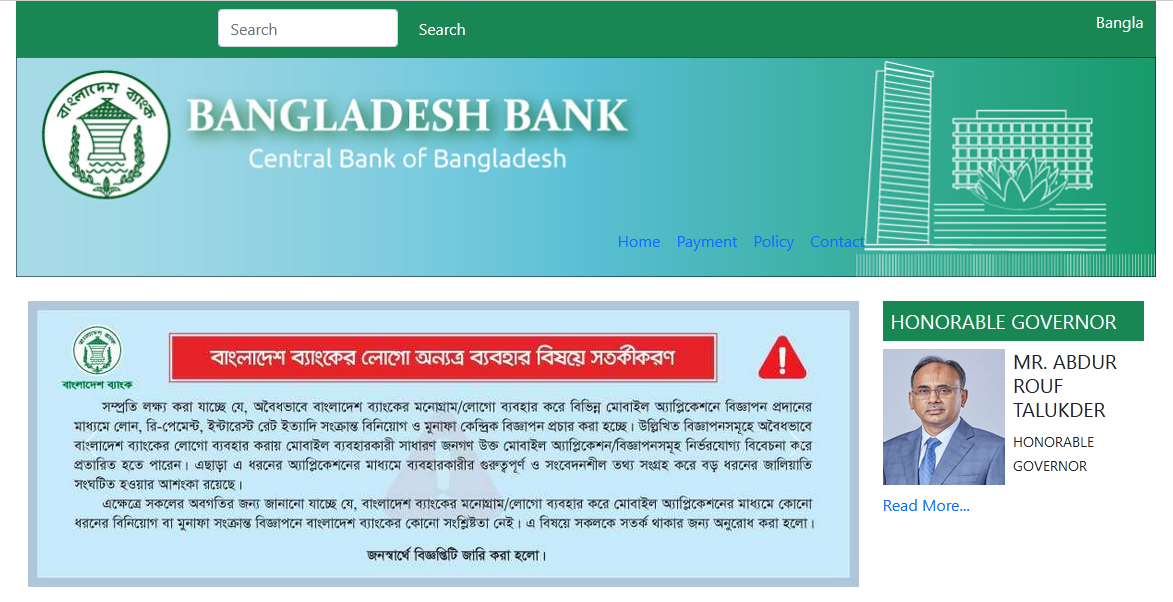 Search
Search
Bangla
বাংলাদেশ ব্যাংক
BANGLADESH BANK
Central Bank of Bangladesh
Home
Payment
Policy
Contact
বাংলাদেশ ব্যাংক
বাংলাদেশ ব্যাংকের লোগো অন্যত্র ব্যবহার বিষয়ে সতর্কীকরণ
সম্প্রতি লক্ষ্য করা যাচ্ছে যে, অবৈধভাবে বাংলাদেশ ব্যাংকের মনোগ্রাম/লোগো ব্যবহার করে বিভিন্ন মোবাইল অ্যাপ্লিকেশনে বিজ্ঞাপন প্রদানের
মাধ্যমে লোন, রি-পেমেন্ট, ইন্টারেস্ট রেট ইত্যাদি সংক্রান্ত বিনিয়োগ ও মুনাফা কেন্দ্রিক বিজ্ঞাপন প্রচার করা হচ্ছে। উল্লিখিত বিজ্ঞাপনসমূহে অবৈধভাবে
বাংলাদেশ ব্যাংকের লোগো ব্যবহার করায় মোবাইল ব্যবহারকারী সাধারণ জনগণ উক্ত মোবাইল অ্যাপ্লিকেশন/বিজ্ঞাপনসমূহ নির্ভরযোগ্য বিবেচনা করে
প্রতারিত হতে পারেন। এছাড়া এ ধরনের অ্যাপ্লিকেশনের মাধ্যমে ব্যবহারকারীর গুরুত্বপূর্ণ ও সংবেদনশীল তথ্য সংগ্রহ করে বড় ধরনের জালিয়াতি
সংঘটিত হওয়ার আশংকা রয়েছে।
এক্ষেত্রে সকলের অবগতির জন্য জানানো যাচ্ছে যে, বাংলাদেশ ব্যাংকের মনোগ্রাম/লোগো ব্যবহার করে মোবাইল অ্যাপ্লিকেশনের মাধ্যমে কোনো
ধরনের বিনিয়োগ বা মুনাফা সংক্রান্ত বিজ্ঞাপনে বাংলাদেশ ব্যাংকের কোনো সংশ্লিষ্টতা নেই। এ বিষয়ে সকলকে সতর্ক থাকার জন্য অনুরোধ করা হলো।
জনস্বার্থে বিজ্ঞপ্তিটি জারি করা হলো।
HONORABLE GOVERNOR
MR. ABDUR
ROUF
TALUKDER
HONORABLE
GOVERNOR
Read More...